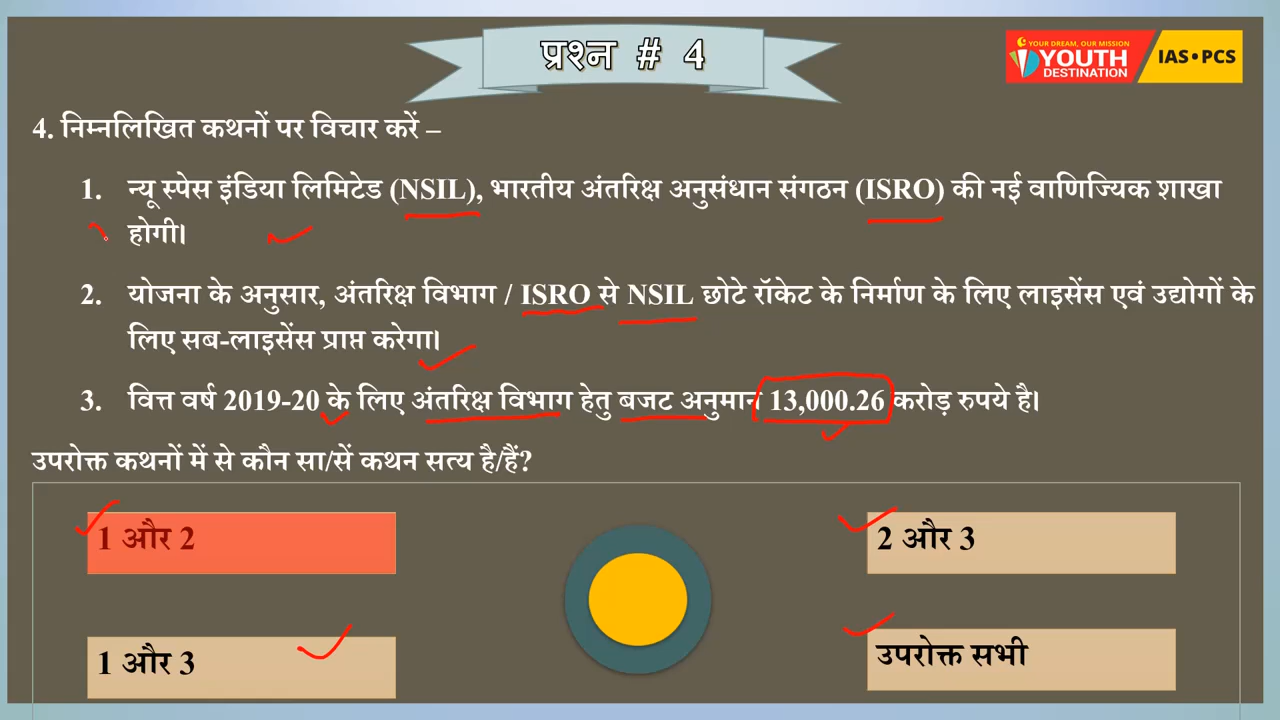 प्रश्न # 4
YOUR DREAM, OUR MISSION
YOUTH
DESTINATION
IAS•PCS
4. निम्नलिखित कथनों पर विचार करें –
1. न्यू स्पेस इंडिया लिमिटेड (NSIL), भारतीय अंतरिक्ष अनुसंधान संगठन (ISRO) की नई वाणिज्यिक शाखा
होगी।
2. योजना के अनुसार, अंतरिक्ष विभाग / ISRO से NSIL छोटे रॉकेट के निर्माण के लिए लाइसेंस एवं उद्योगों के
लिए सब-लाइसेंस प्राप्त करेगा।
3. वित्त वर्ष 2019-20 के लिए अंतरिक्ष विभाग हेतु बजट अनुमान 13,000.26 करोड़ रुपये है।
उपरोक्त कथनों में से कौन सा/सें कथन सत्य है/हैं?
1 और 2
2 और 3
1 और 3
उपरोक्त सभी